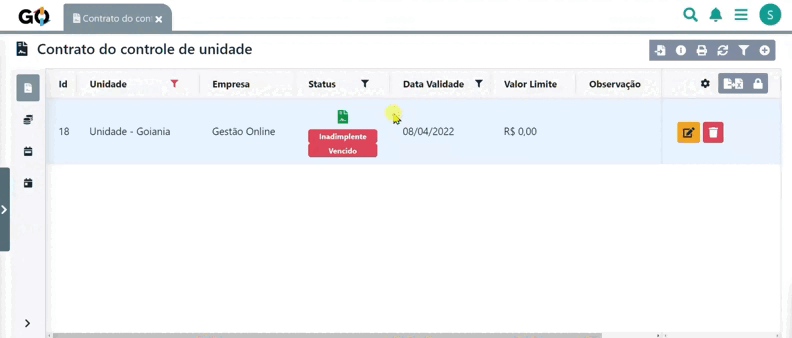 GO
Contrato do cont
S
Contrato do controle de unidade
Id Unidade Empresa Status Data Validade Valor Limite Observação
18 Unidade - Goiania Gestão Online Inadimplente Vencido 08/04/2022 R$ 0,00